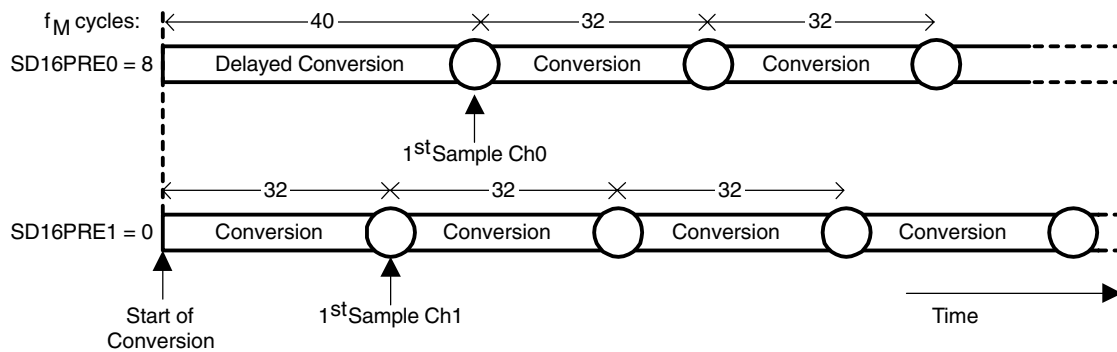 f_M cycles: 40 32 32
SD16PRE0 = 8 Delayed Conversion Conversion Conversion
1st Sample Ch0
32 32 32
SD16PRE1 = 0 Conversion Conversion Conversion Conversion
Start of
Conversion
1st Sample Ch1
Time